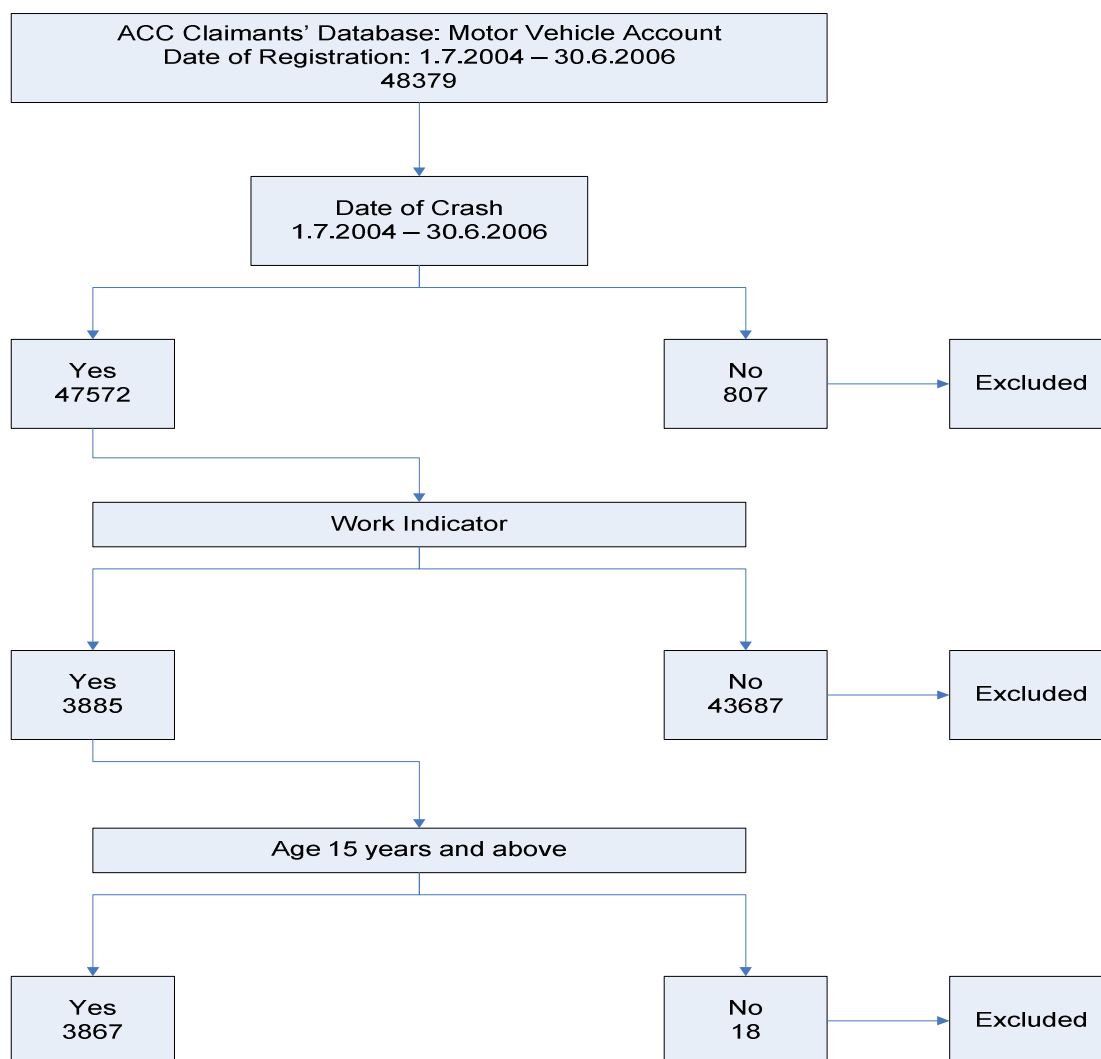 ACC Claimants’ Database: Motor Vehicle Account
Date of Registration: 1.7.2004 – 30.6.2006
48379
Date of Crash
1.7.2004 – 30.6.2006
Yes
47572
No
807
Excluded
Work Indicator
Yes
3885
No
43687
Excluded
Age 15 years and above
Yes
3867
No
18
Excluded